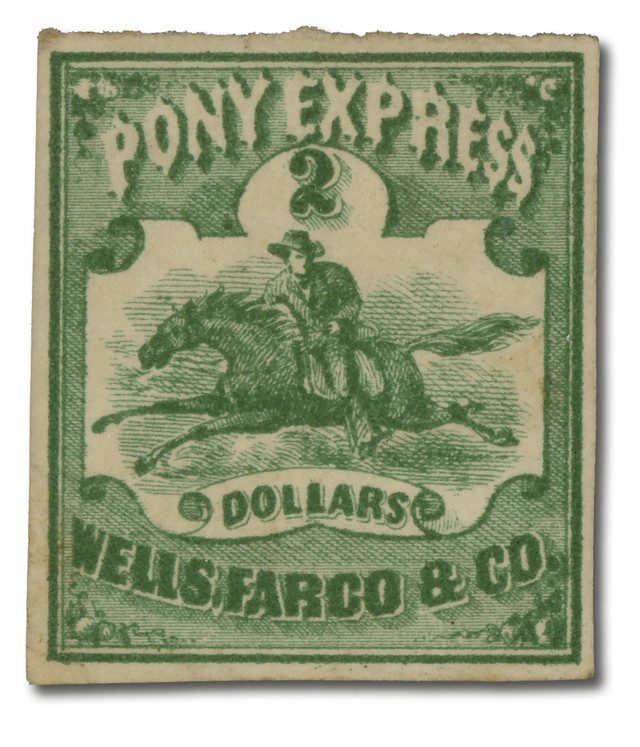 PONY EXPRESS
2
DOLLARS
WELLS, FARGO & CO.